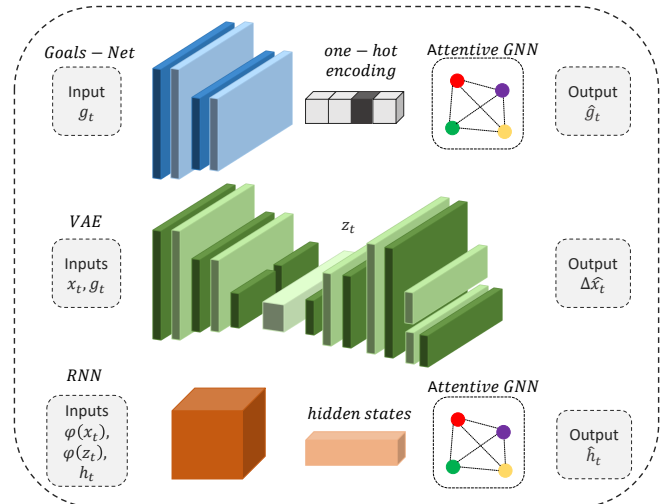 Goals − Net
Input
g_t
one − hot
encoding
Attentive GNN
Output
ĝ_t
VAE
Inputs
x_t, g_t
z_t
Output
Δx̂_t
RNN
Inputs
φ(x_t),
φ(z_t),
h_t
hidden states
Attentive GNN
Output
ĥ_t